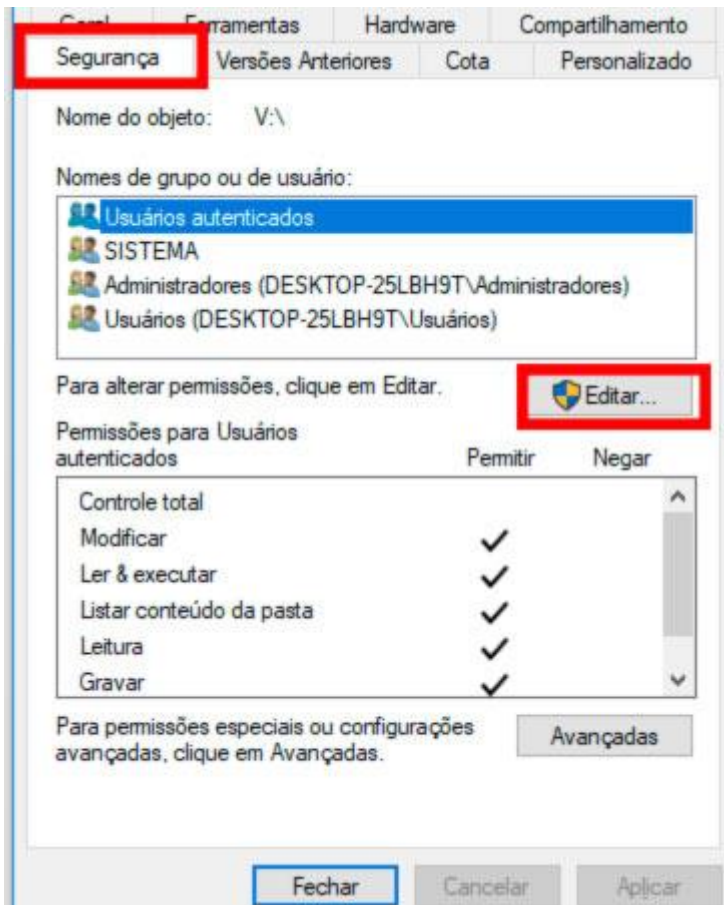 Geral Ferramentas Hardware Compartilhamento
Segurança Versões Anteriores Cota Personalizado
Nome do objeto: V:\
Nomes de grupo ou de usuário:
Usuários autenticados
SISTEMA
Administradores (DESKTOP-25LBH9T\Administradores)
Usuários (DESKTOP-25LBH9T\Usuários)
Para alterar permissões, clique em Editar. Editar...
Permissões para Usuários
autenticados Permitir Negar
Controle total
Modificar
Ler & executar
Listar conteúdo da pasta
Leitura
Gravar
Para permissões especiais ou configurações
avançadas, clique em Avançadas. Avançadas
Fechar Cancelar Aplicar